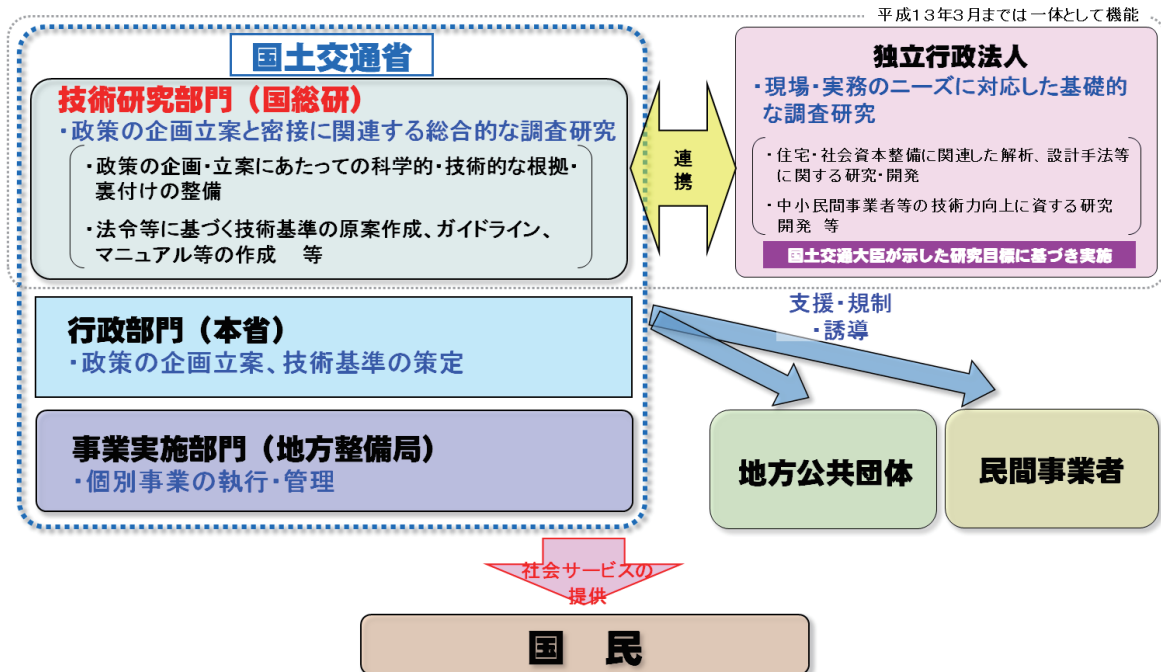 平成13年3月までは一体として機能
国土交通省
技術研究部門（国総研）
・政策の企画立案と密接に関連する総合的な調査研究
・政策の企画・立案にあたっての科学的・技術的な根拠・
裏付けの整備
・法令等に基づく技術基準の原案作成、ガイドライン、
マニュアル等の作成　等
連
携
独立行政法人
・現場・実務のニーズに対応した基礎的
な調査研究
・住宅・社会資本整備に関連した解析、設計手法等
に関する研究・開発
・中小民間事業者等の技術力向上に資する研究
開発 等
国土交通大臣が示した研究目標に基づき実施
行政部門（本省）
・政策の企画立案、技術基準の策定
支援・規制
・誘導
事業実施部門（地方整備局）
・個別事業の執行・管理
地方公共団体
民間事業者
社会サービスの
提供
国　民